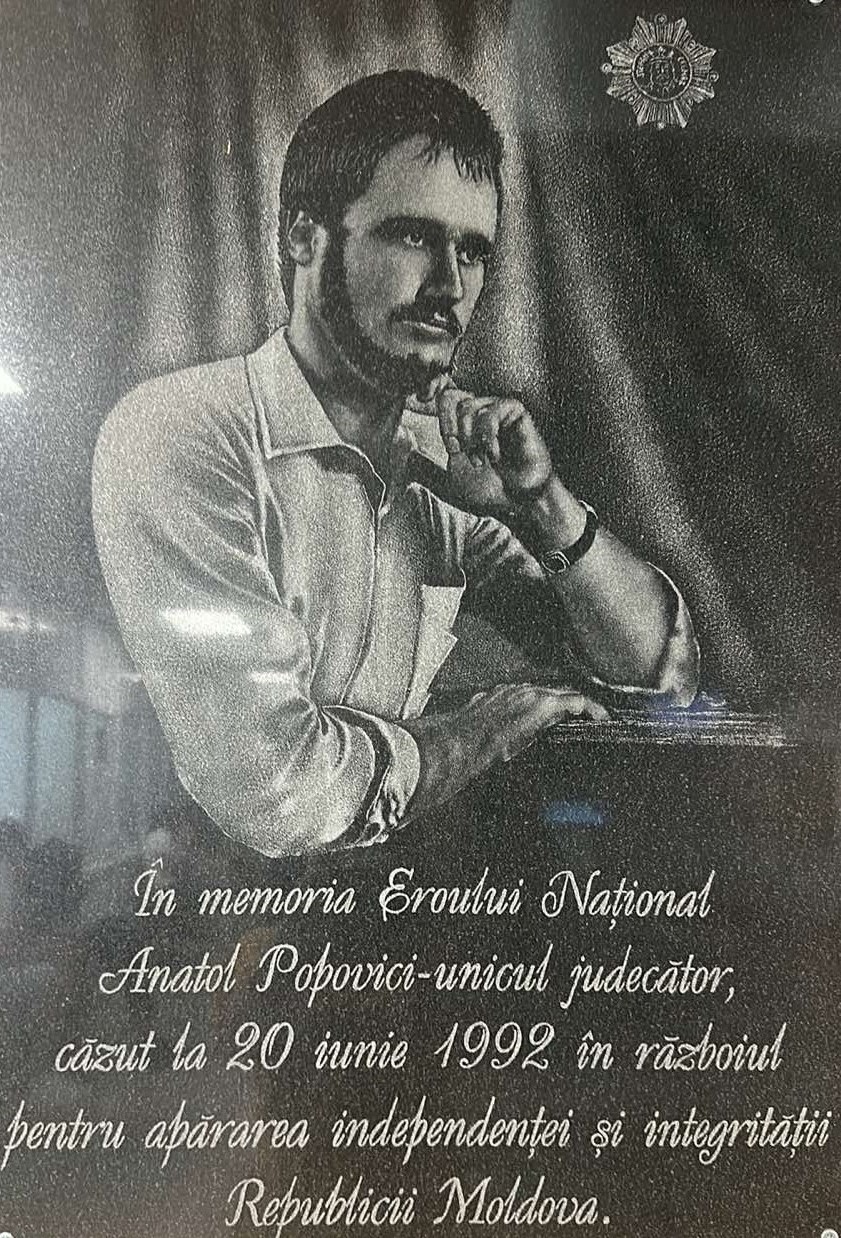 În memoria Eroului Național
Anatol Popovici-unicul judecător,
căzut la 20 iunie 1992 în războiul
pentru apărarea independenței și integrității
Republicii Moldova.